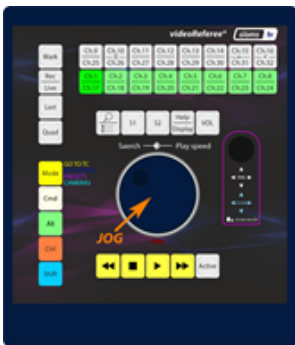 videoReferee® slomo tv
Mark
Ch.9 Ch.10 Ch.11 Ch.12 Ch.13 Ch.14 Ch.15 Ch.16
Ch.25 Ch.26 Ch.27 Ch.28 Ch.29 Ch.30 Ch.31 Ch.32
Rec
Live
Ch.1 Ch.2 Ch.3 Ch.4 Ch.5 Ch.6 Ch.7 Ch.8
Ch.17 Ch.18 Ch.19 Ch.20 Ch.21 Ch.22 Ch.23 Ch.24
Last
Quad
S1 S2 Help VOL
Display
Saerch Play speed
Mode
GO TO TC
CAMERAS
Cmd
Alt
Ctrl
Shift
JOG
Active